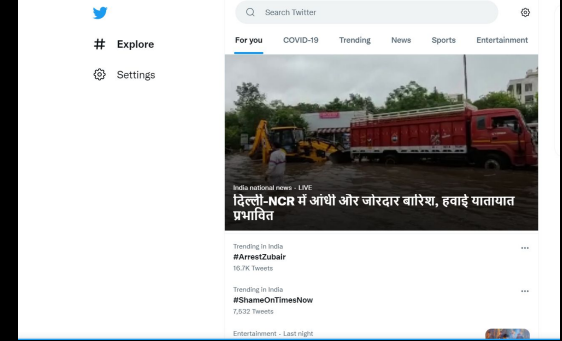 Search Twitter
Explore
Settings
For you COVID-19 Trending News Sports Entertainment
India national news - LIVE
दिल्ली-NCR में आंधी और जोरदार बारिश, हवाई यातायात
प्रभावित
Trending in India
#ArrestZubair
16.7K Tweets
Trending in India
#ShameOnTimesNow
7,532 Tweets
Entertainment - Last night